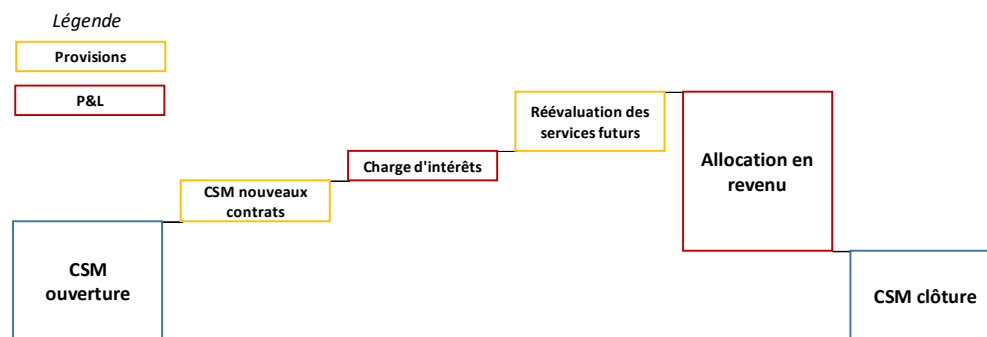 Légende
Provisions
P&L
CSM
ouverture
CSM nouveaux
contrats
Charge d'intérêts
Réévaluation des
services futurs
Allocation en
revenu
CSM clôture